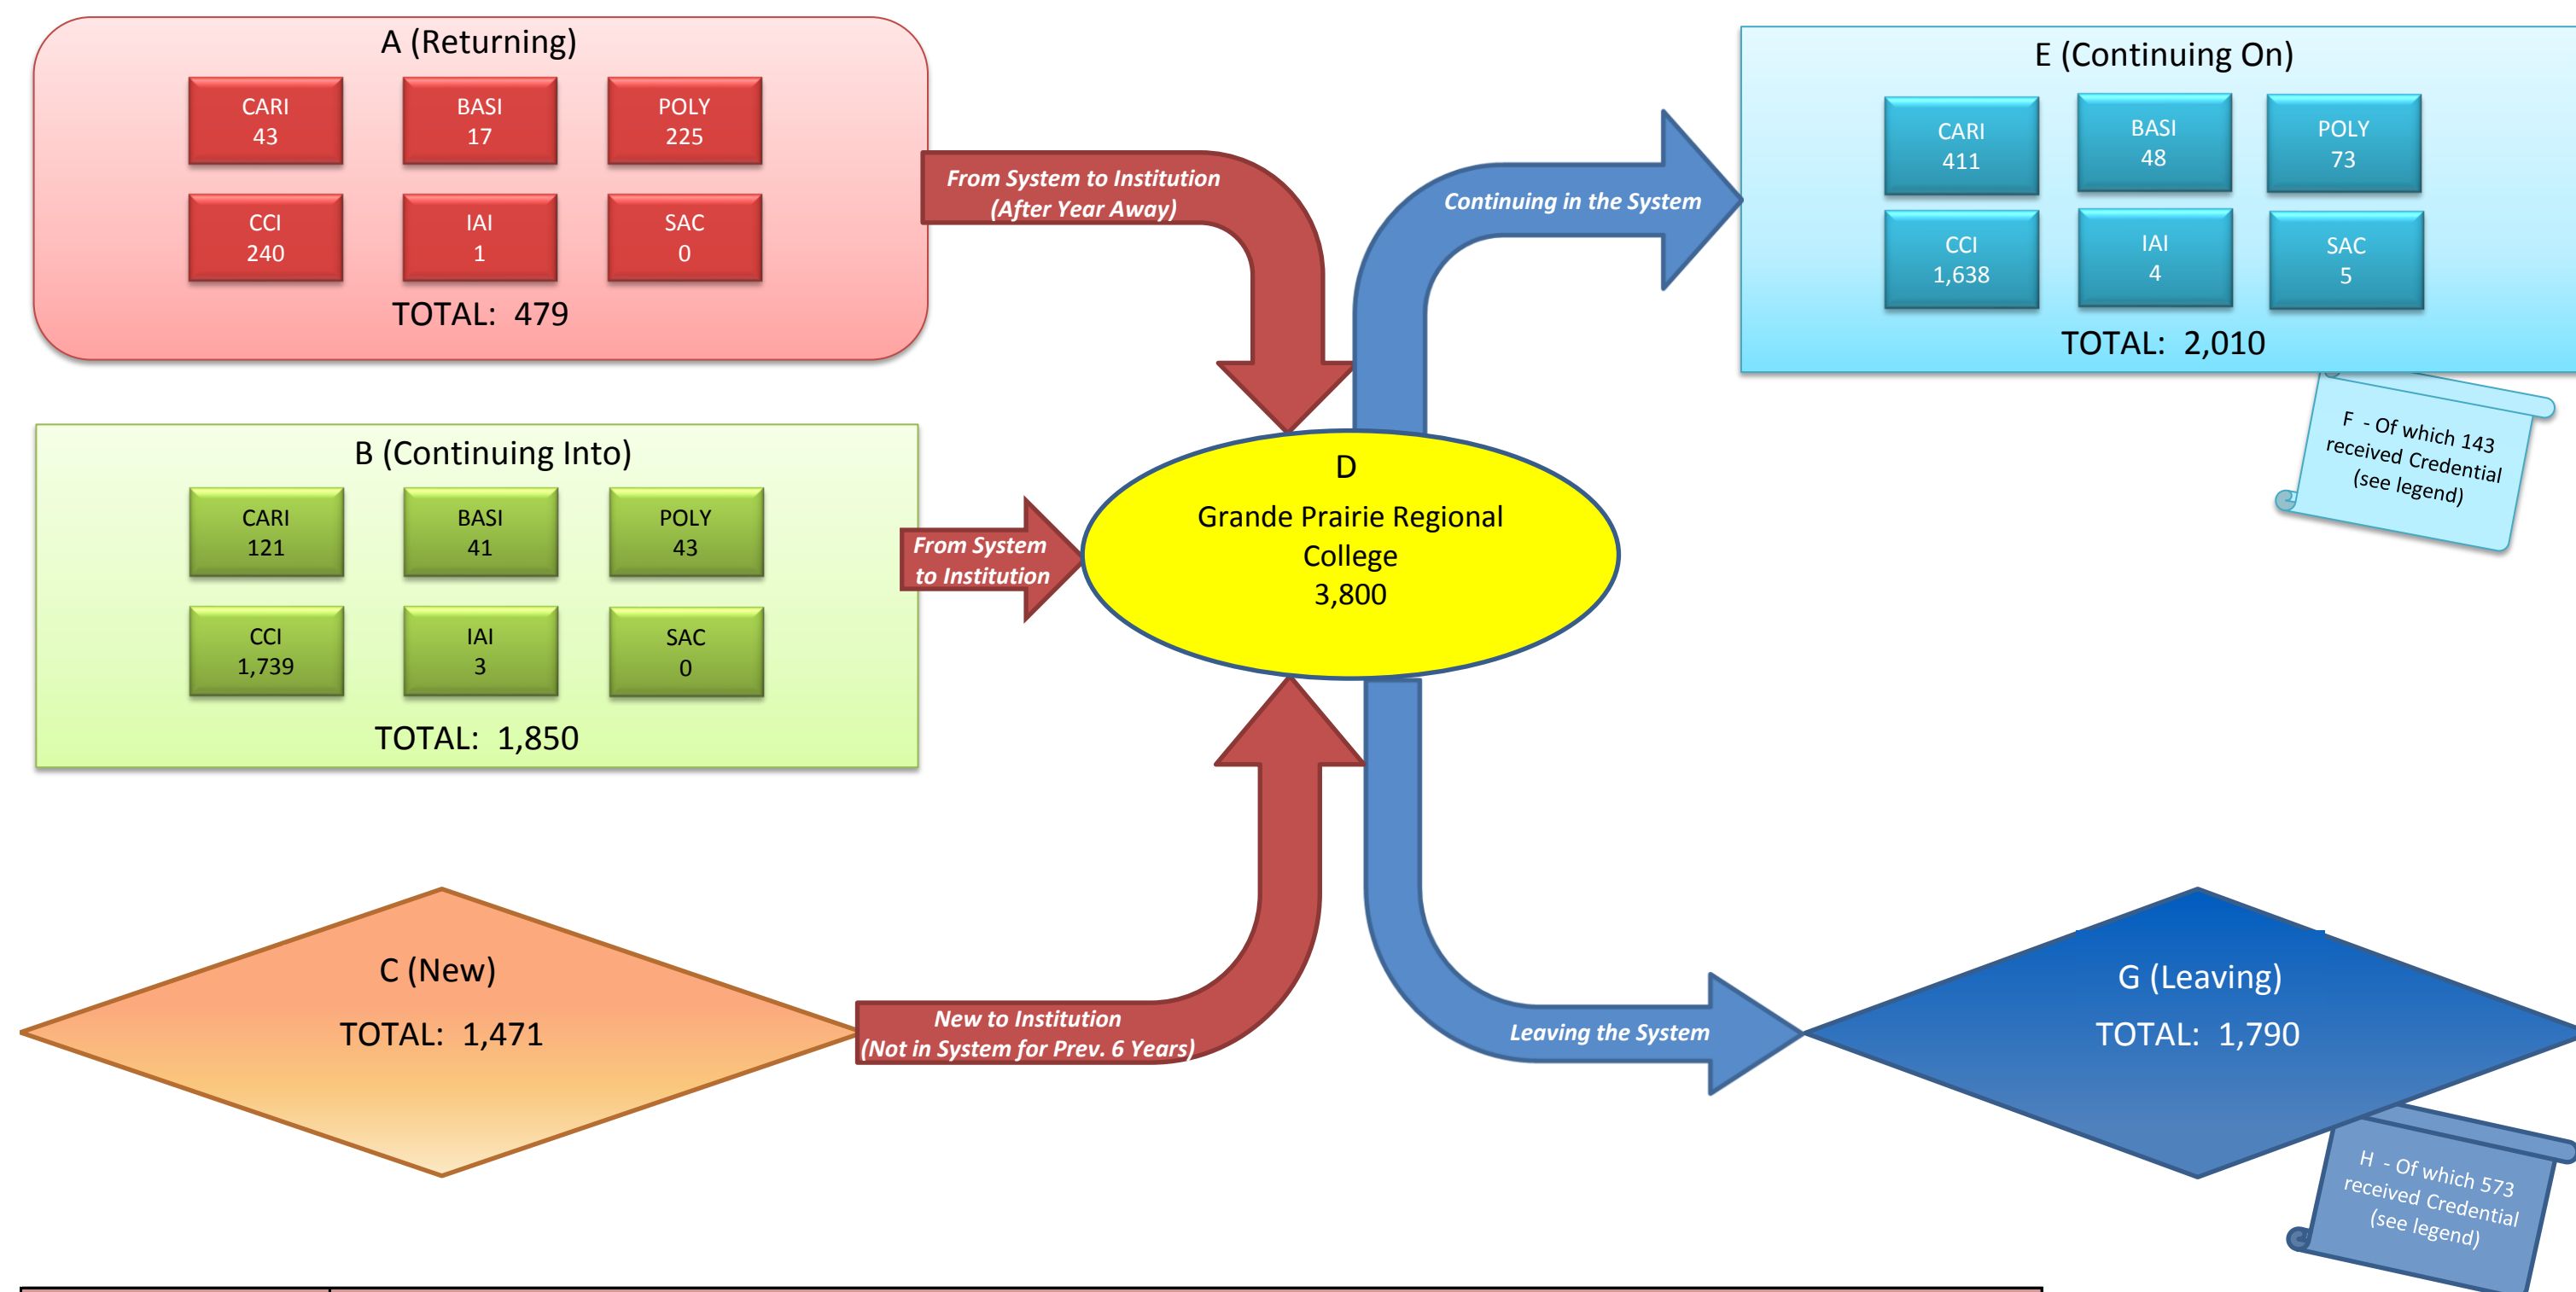 A (Returning)
CARI
43
BASI
17
POLY
225
CCI
240
IAI
1
SAC
0
TOTAL: 479
From System to Institution
(After Year Away)
Continuing in the System
E (Continuing On)
CARI
411
BASI
48
POLY
73
CCI
1,638
IAI
4
SAC
5
TOTAL: 2,010
F - Of which 143
received Credential
(see legend)
B (Continuing Into)
CARI
121
BASI
41
POLY
43
CCI
1,739
IAI
3
SAC
0
TOTAL: 1,850
From System
to Institution
D
Grande Prairie Regional
College
3,800
C (New)
TOTAL: 1,471
New to Institution
(Not in System for Prev. 6 Years)
Leaving the System
G (Leaving)
TOTAL: 1,790
H - Of which 573
received Credential
(see legend)